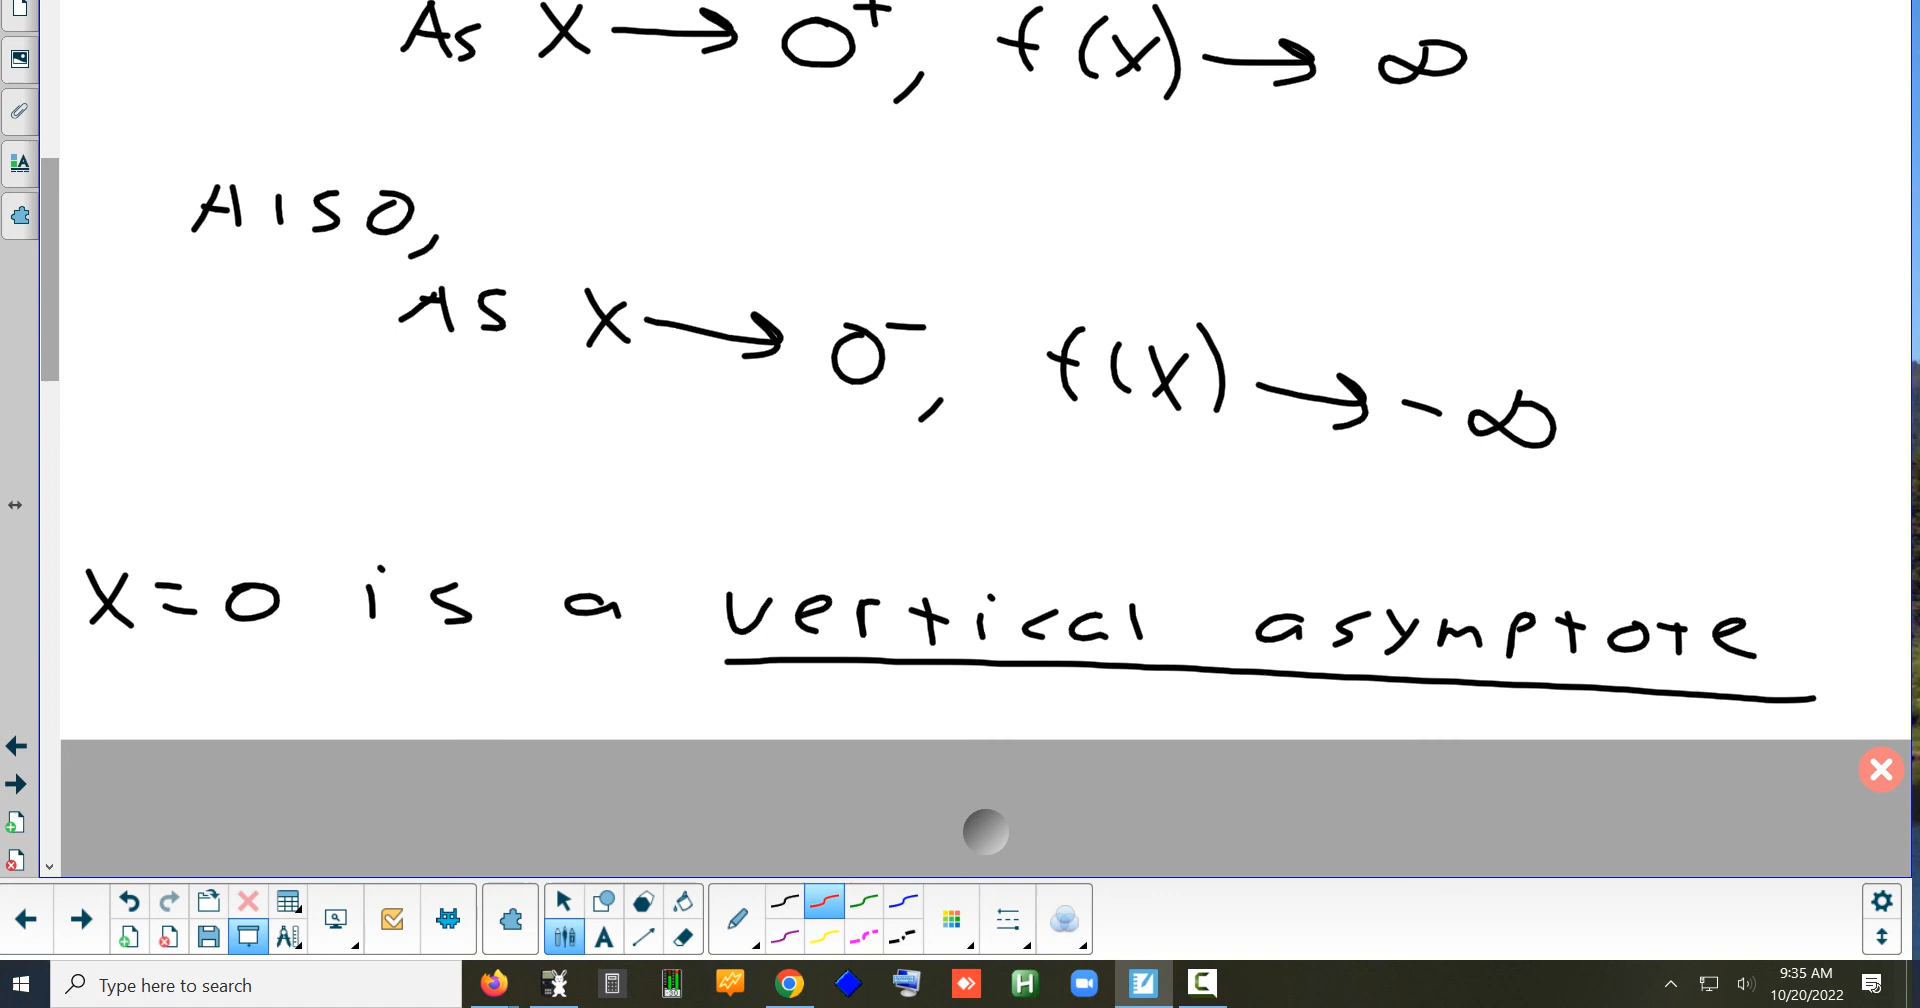 As x → 0⁺, f(x) → ∞
Also,
As x → 0⁻, f(x) → -∞
x=0 is a vertical asymptote
Type here to search
9:35 AM
10/20/2022